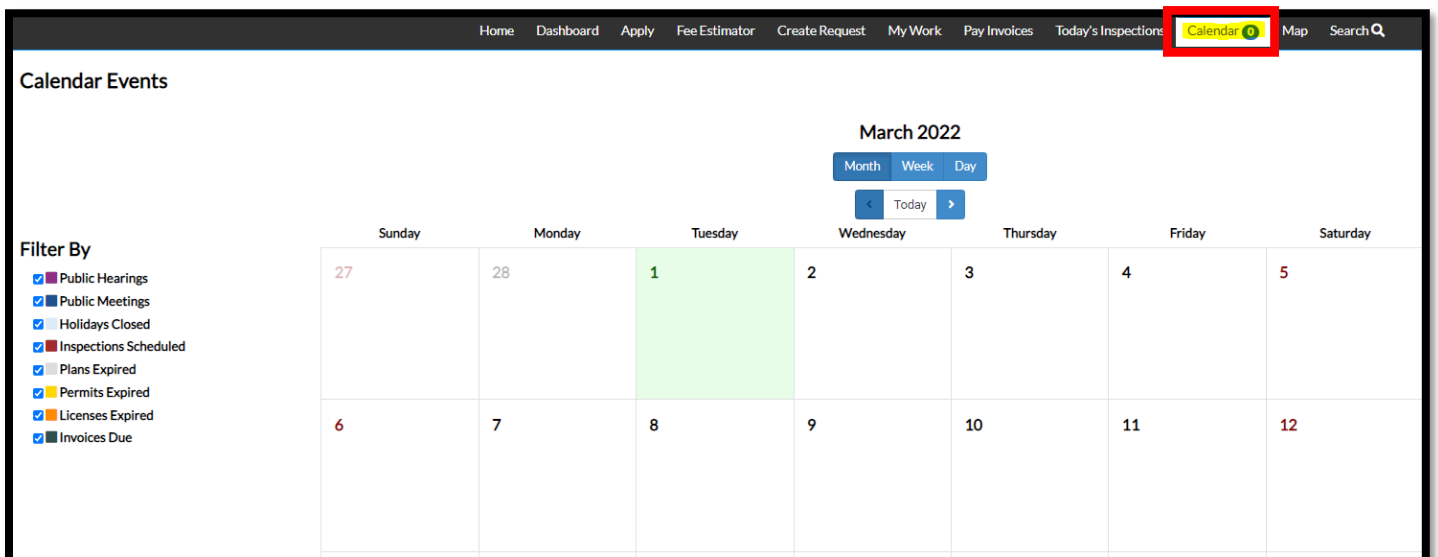 Home Dashboard Apply Fee Estimator Create Request My Work Pay Invoices Today's Inspections Calendar 0 Map Search
Calendar Events
March 2022
Month Week Day
< Today >
Sunday Monday Tuesday Wednesday Thursday Friday Saturday
Filter By
Public Hearings
Public Meetings
Holidays Closed
Inspections Scheduled
Plans Expired
Permits Expired
Licenses Expired
Invoices Due
27 28 1 2 3 4 5
6 7 8 9 10 11 12